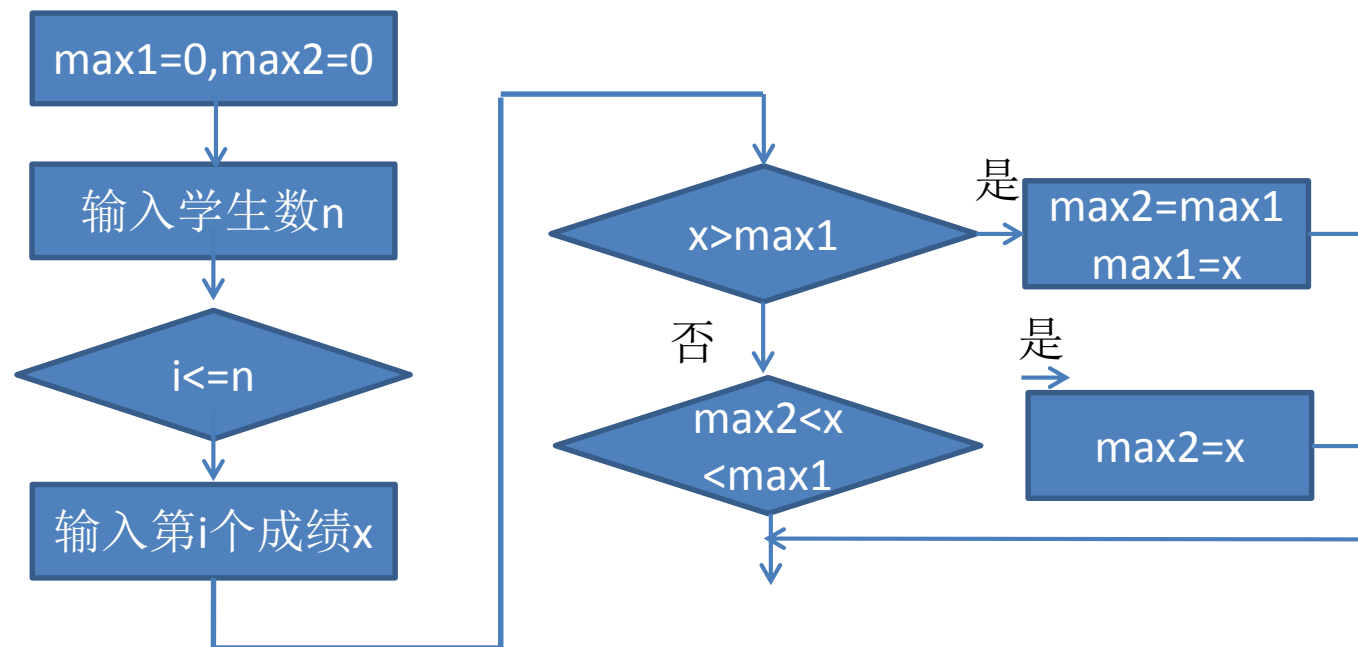 max1=0,max2=0
输入学生数n
i<=n
输入第i个成绩x
x>max1
是
max2=max1
max1=x
否
max2<x
<max1
是
max2=x